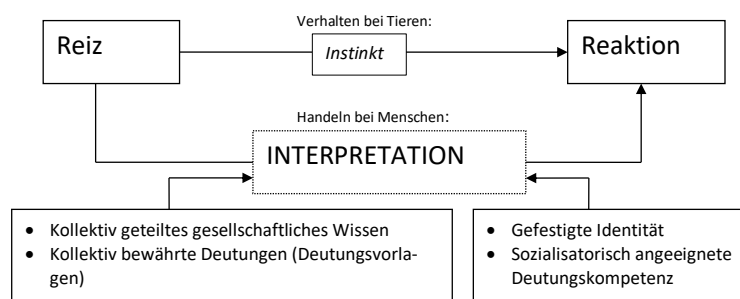 Verhalten bei Tieren:
Reiz
Instinkt
Reaktion
Handeln bei Menschen:
INTERPRETATION
• Kollektiv geteiltes gesellschaftliches Wissen
• Kollektiv bewährte Deutungen (Deutungsvorla-
gen)
• Gefestigte Identität
• Sozialisatorisch angeeignete
Deutungskompetenz